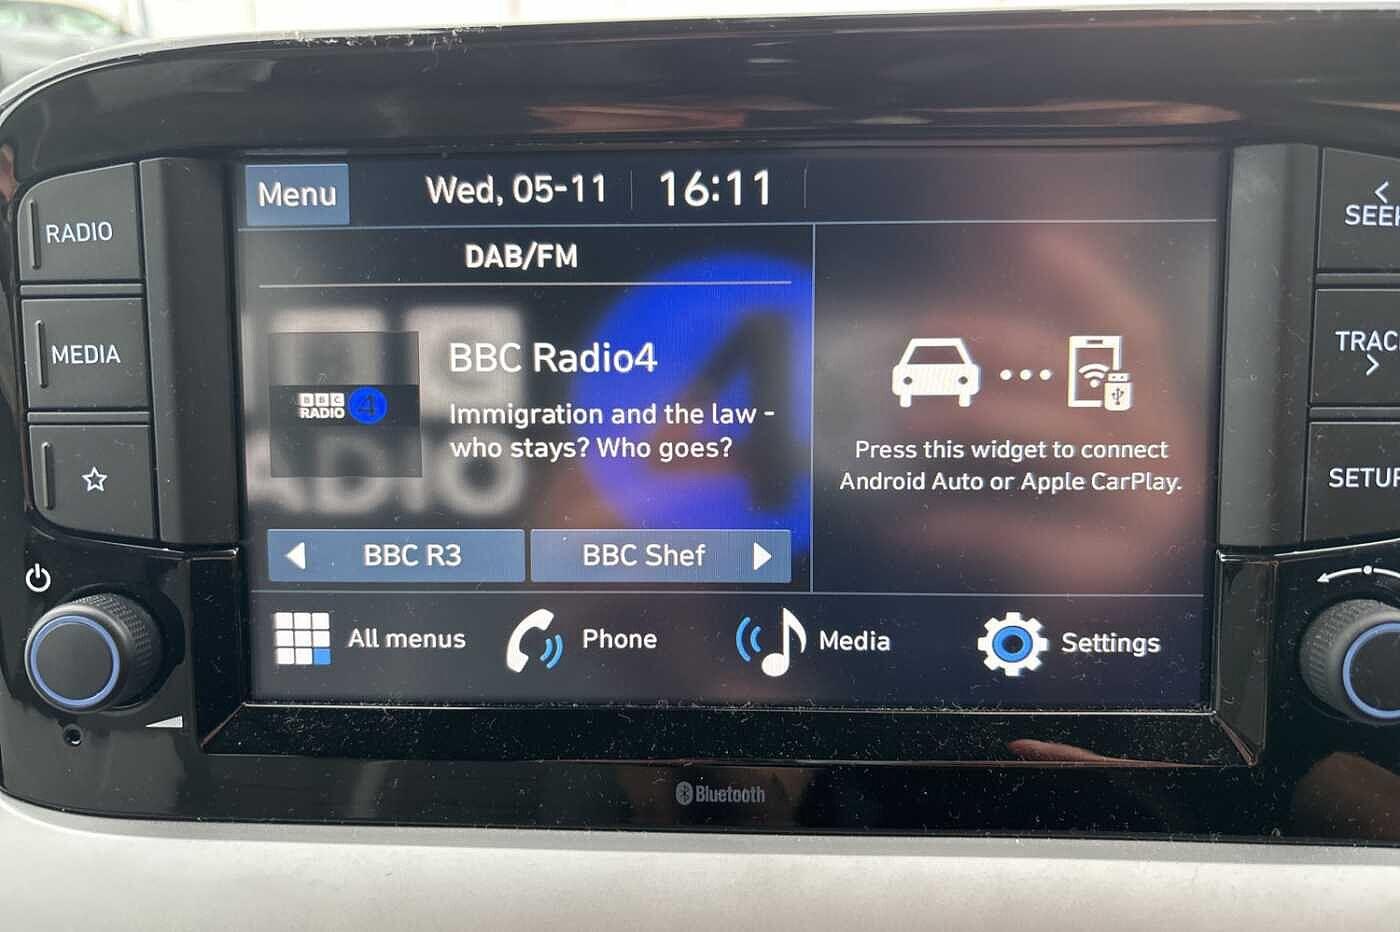 Menu
Wed, 05-11
16:11
RADIO
MEDIA
DAB/FM
BBC
RADIO 4
BBC Radio4
Immigration and the law -
who stays? Who goes?
BBC R3
BBC Shef
Press this widget to connect
Android Auto or Apple CarPlay.
All menus
Phone
Media
Settings
SEEK
TRACK
SETUP
Bluetooth